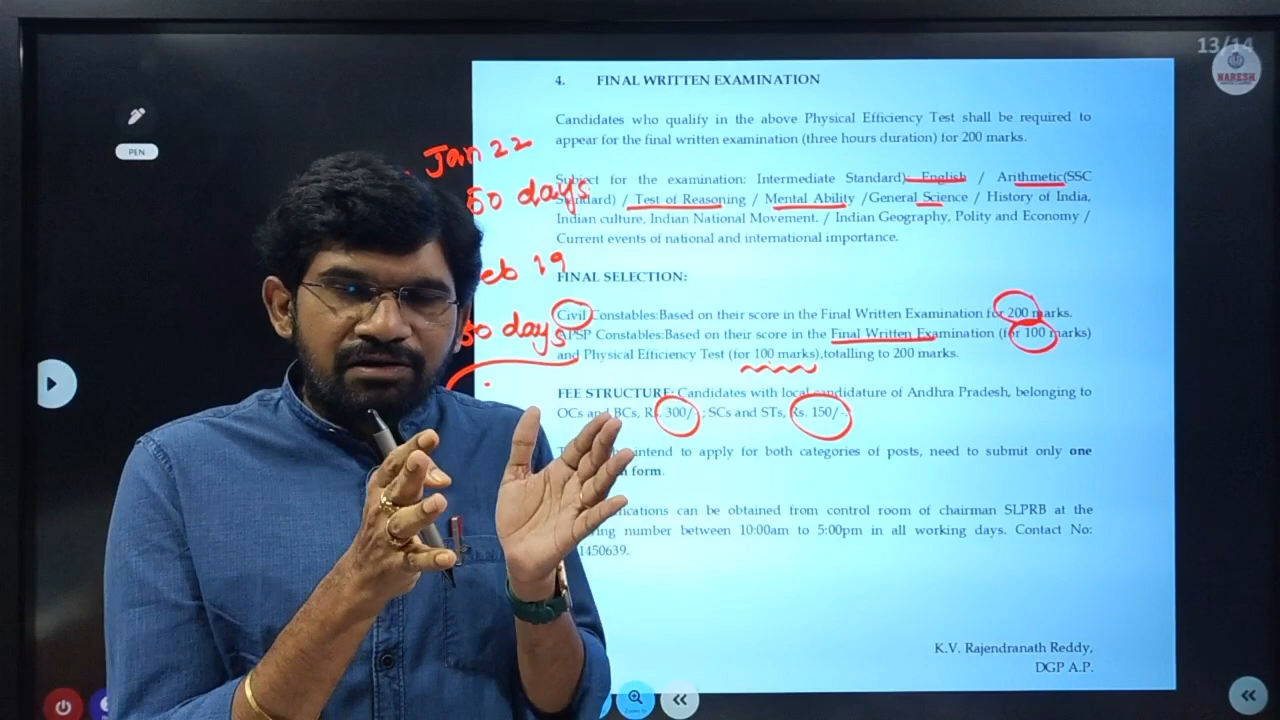 13/14
NARESH
PEN
4. FINAL WRITTEN EXAMINATION
Candidates who qualify in the above Physical Efficiency Test shall be required to
appear for the final written examination (three hours duration) for 200 marks.
Jan 22
Subject for the examination: Intermediate Standard): English / Arithmetic(SSC
Standard) / Test of Reasoning / Mental Ability /General Science / History of India,
days
Indian culture, Indian National Movement. / Indian Geography, Polity and Economy /
Current events of national and international importance.
eb 19
FINAL SELECTION:
Civil Constables:Based on their score in the Final Written Examination for 200 marks.
APSP Constables:Based on their score in the Final Written Examination (for 100 marks)
days
and Physical Efficiency Test (for 100 marks),totalling to 200 marks.
FEE STRUCTURE: Candidates with local candidature of Andhra Pradesh, belonging to
OCs and BCs, Rs. 300/- ; SCs and STs, Rs. 150/-.
intend to apply for both categories of posts, need to submit only one
form.
can be obtained from control room of chairman SLPRB at the
number between 10:00am to 5:00pm in all working days. Contact No:
1450639.
K.V. Rajendranath Reddy,
DGP A.P.